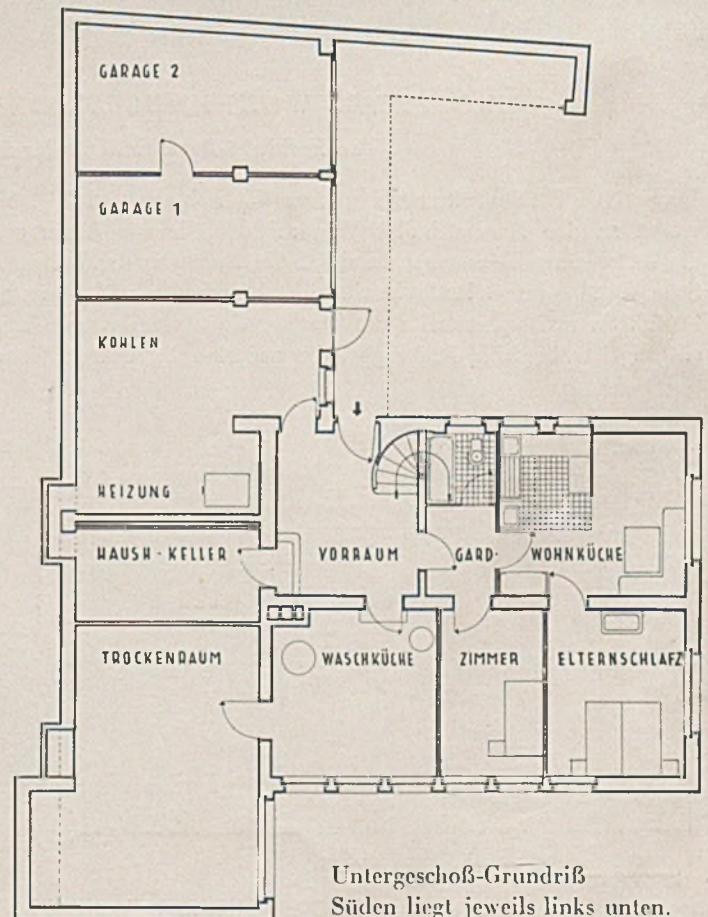 GARAGE 2
GARAGE 1
KOHLEN
HEIZUNG
HAUSH-KELLER
VORRAUM
GARD-
WOHNKÜCHE
TROCKENRAUM
WASCHKÜCHE
ZIMMER
ELTERNSCHLAFZ
Untergeschoß-Grundriß
Süden liegt jeweils links unten.